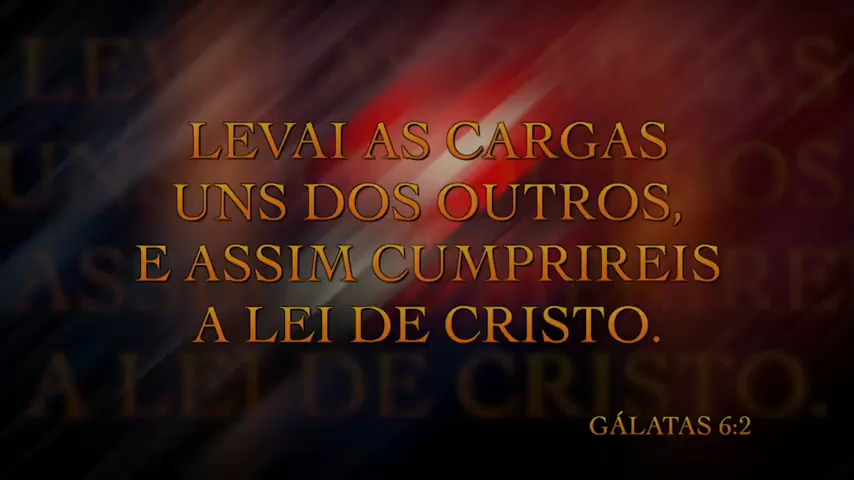 LEVAI AS CARGAS
UNS DOS OUTROS,
E ASSIM CUMPRIREIS
A LEI DE CRISTO.
GÁLATAS 6:2